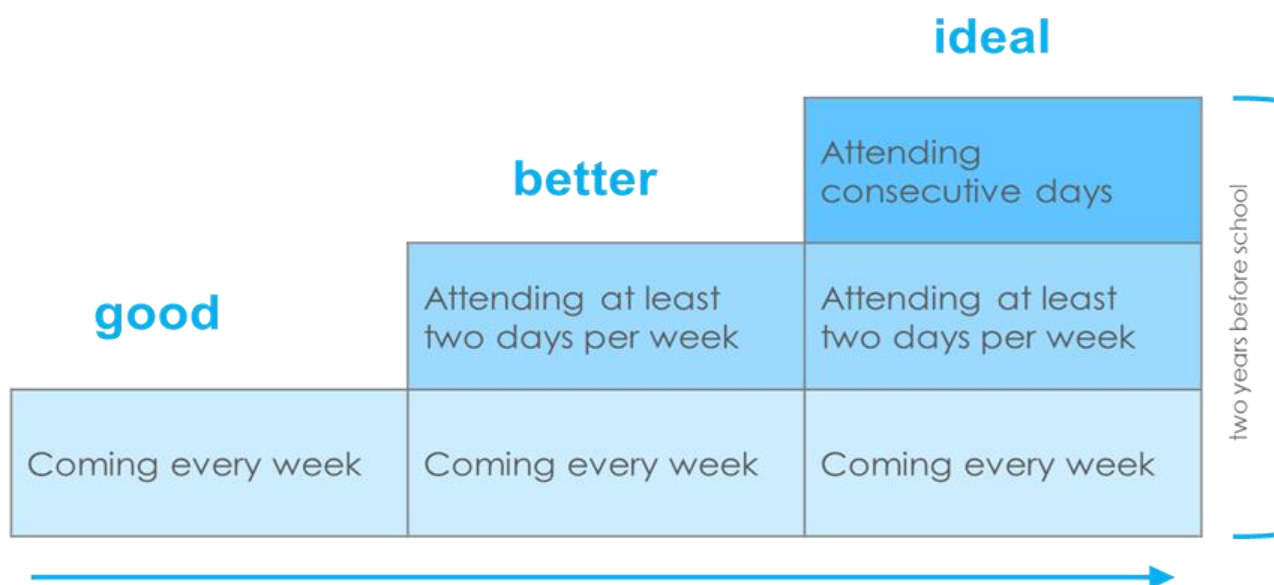 ideal
Attending
consecutive days
better
Attending at least
two days per week
Attending at least
two days per week
good
Coming every week
Coming every week
Coming every week
two years before school